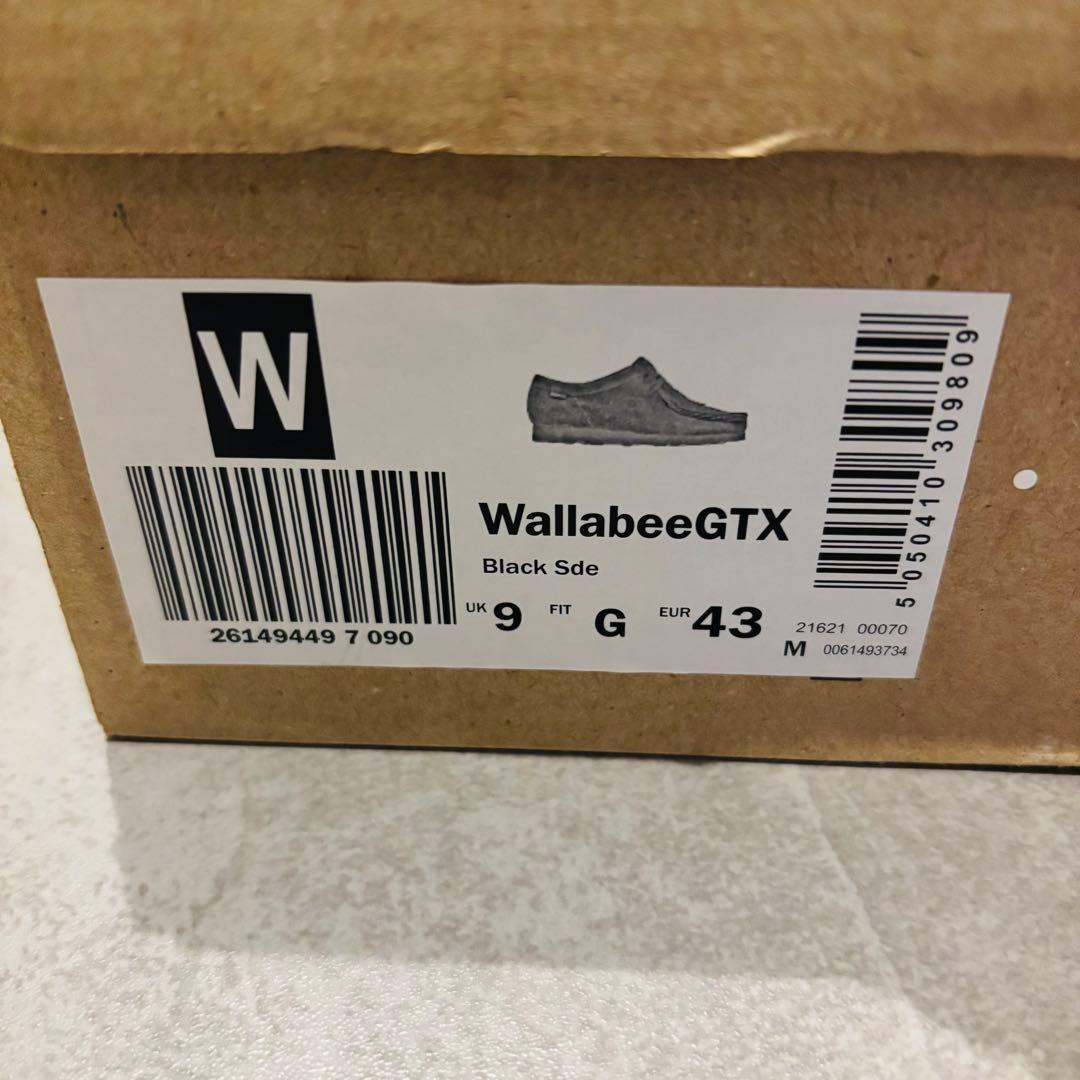 W
WallabeeGTX
Black Sde
UK 9 FIT G EUR 43
26149449 7 090
5 050410 309809
21621 00070
M 0061493734